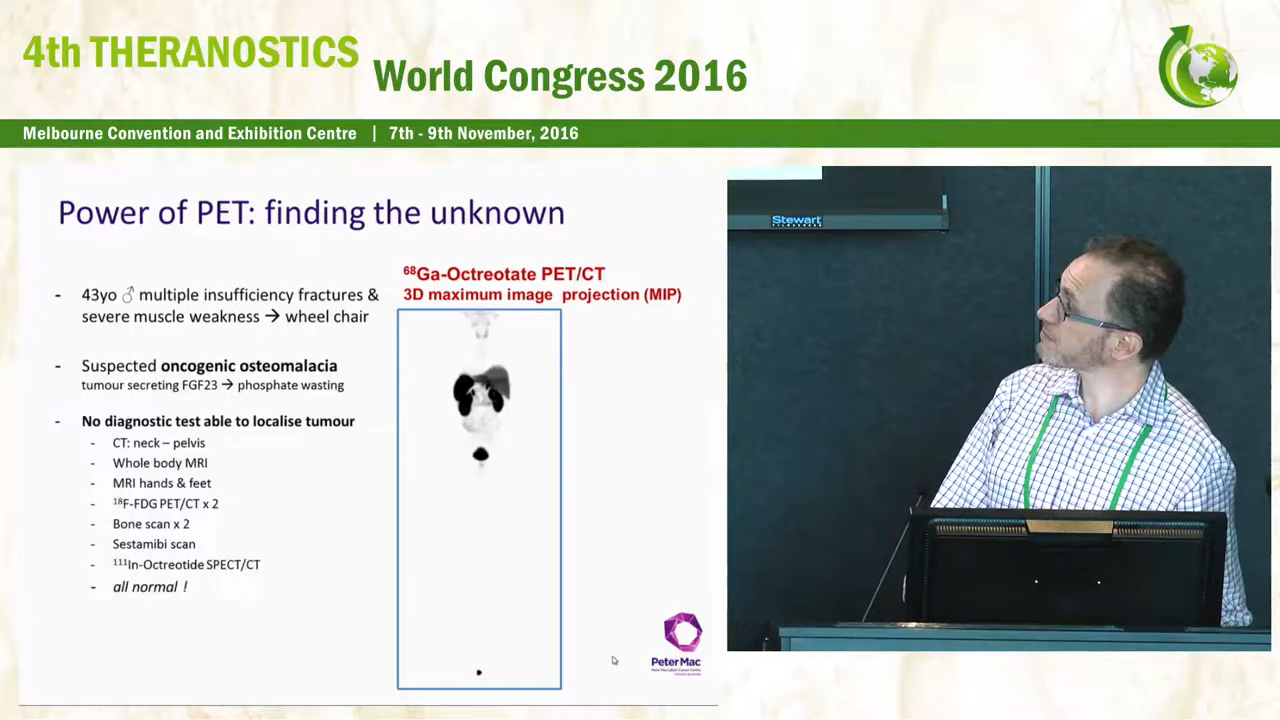 4th THERANOSTICS
World Congress 2016
Melbourne Convention and Exhibition Centre | 7th - 9th November, 2016
Power of PET: finding the unknown
- 43yo ♂ multiple insufficiency fractures &
severe muscle weakness → wheel chair
- Suspected oncogenic osteomalacia
tumour secreting FGF23 → phosphate wasting
- No diagnostic test able to localise tumour
- CT: neck – pelvis
- Whole body MRI
- MRI hands & feet
- ¹⁸F-FDG PET/CT x 2
- Bone scan x 2
- Sestamibi scan
- ¹¹¹In-Octreotide SPECT/CT
- all normal !
⁶⁸Ga-Octreotate PET/CT
3D maximum image projection (MIP)
Peter Mac
Stewart